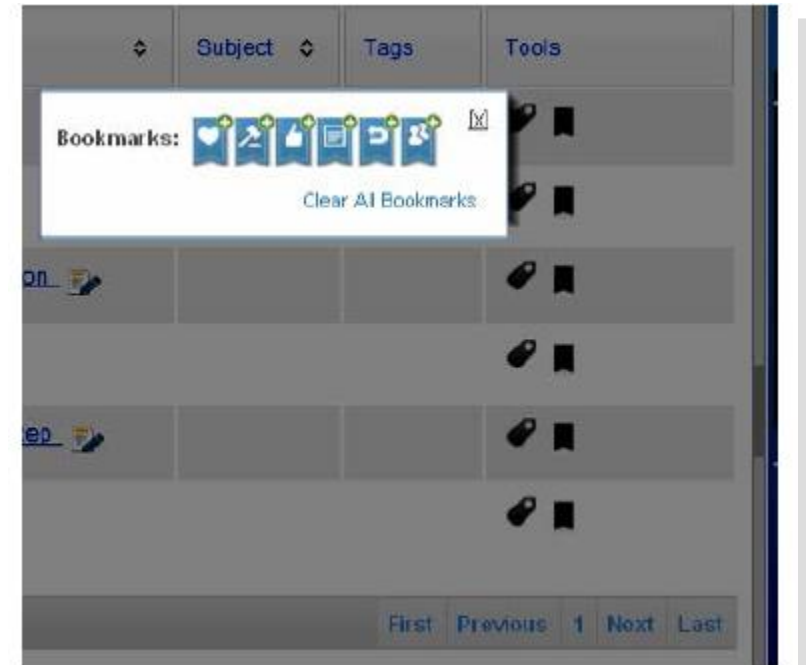 Subject Tags Tools
Bookmarks: [x]
Clear All Bookmarks
on
ep
First Previous 1 Next Last